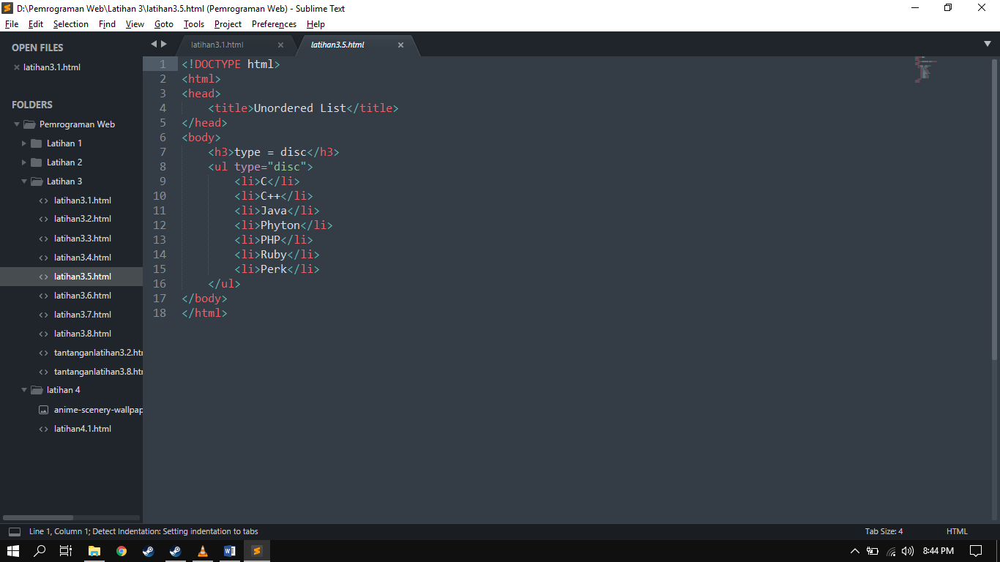 D:\Pemrograman Web\Latihan 3\latihan3.5.html (Pemrograman Web) - Sublime Text
File Edit Selection Find View Goto Tools Project Preferences Help
OPEN FILES
latihan3.1.html
FOLDERS
Pemrograman Web
Latihan 1
Latihan 2
Latihan 3
latihan3.1.html
latihan3.2.html
latihan3.3.html
latihan3.4.html
latihan3.5.html
latihan3.6.html
latihan3.7.html
latihan3.8.html
tantanganlatihan3.2.htm
tantanganlatihan3.8.htm
latihan 4
anime-scenery-wallpap
latihan4.1.html
latihan3.1.html latihan3.5.html
1 <!DOCTYPE html>
2 <html>
3 <head>
4 <title>Unordered List</title>
5 </head>
6 <body>
7 <h3>type = disc</h3>
8 <ul type="disc">
9 <li>C</li>
10 <li>C++</li>
11 <li>Java</li>
12 <li>Phyton</li>
13 <li>PHP</li>
14 <li>Ruby</li>
15 <li>Perk</li>
16 </ul>
17 </body>
18 </html>
Line 1, Column 1; Detect Indentation: Setting indentation to tabs
Tab Size: 4
HTML
8:44 PM